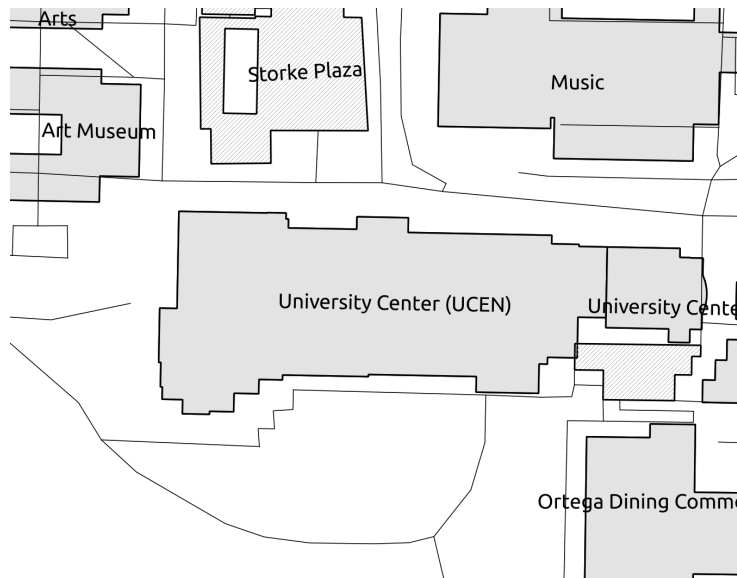 Arts
Storke Plaza
Music
Art Museum
University Center (UCEN)
University Cente
Ortega Dining Comm